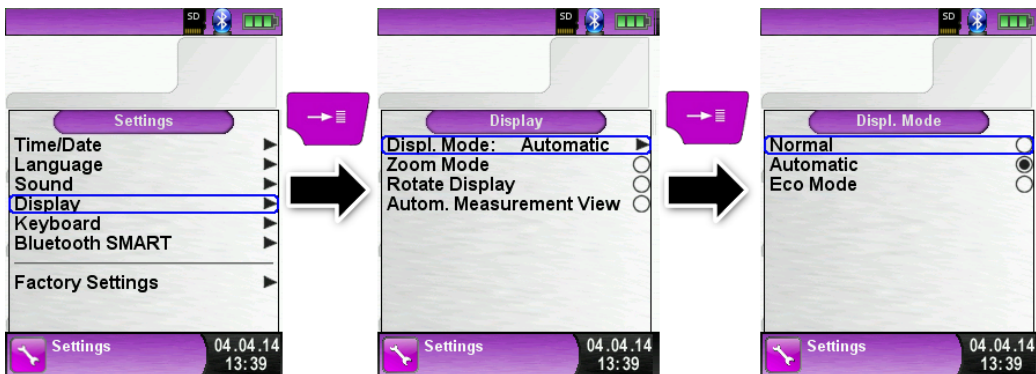 SD
Settings
Time/Date
Language
Sound
Display
Keyboard
Bluetooth SMART
Factory Settings
Settings
04.04.14
13:39
SD
Display
Displ. Mode: Automatic
Zoom Mode
Rotate Display
Autom. Measurement View
Settings
04.04.14
13:39
SD
Displ. Mode
Normal
Automatic
Eco Mode
Settings
04.04.14
13:39